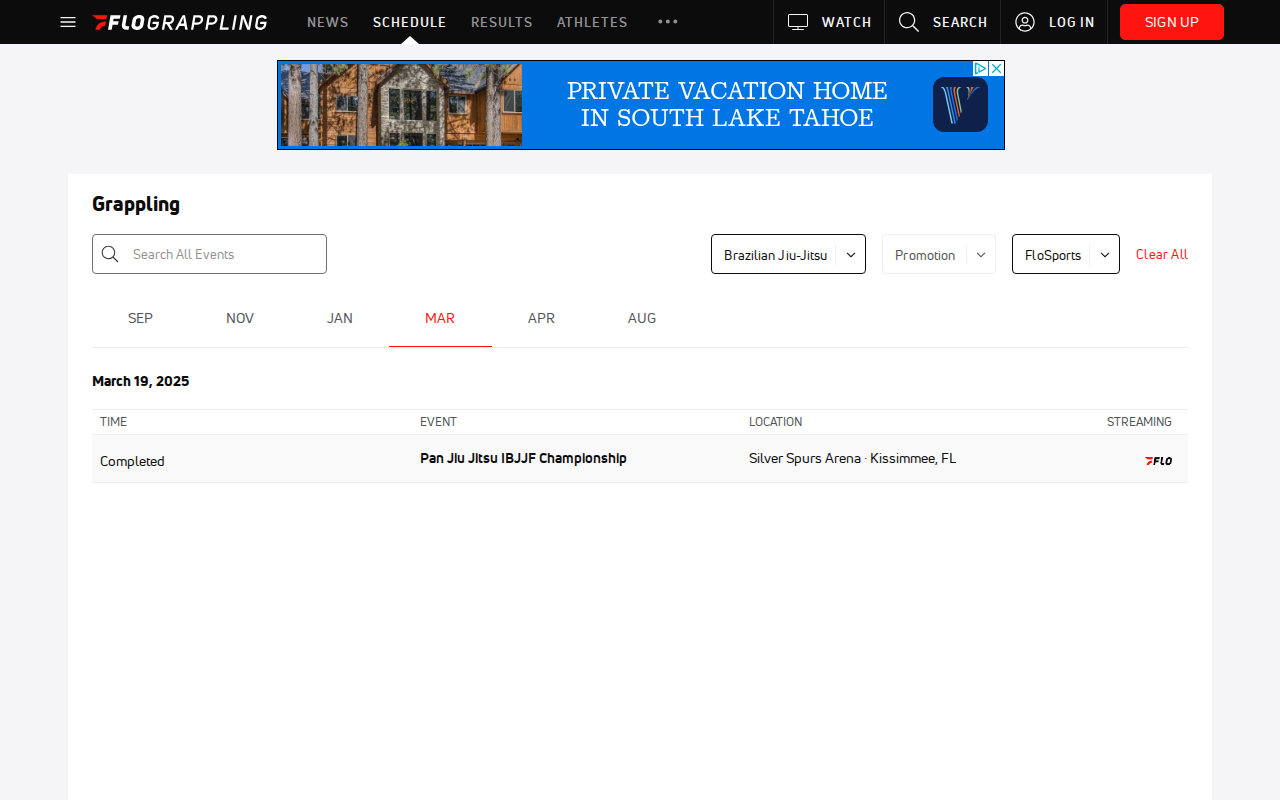 FLOGRAPPLING NEWS SCHEDULE RESULTS ATHLETES WATCH SEARCH LOG IN SIGN UP
PRIVATE VACATION HOME
IN SOUTH LAKE TAHOE
Grappling
Search All Events Brazilian Jiu-Jitsu Promotion FloSports Clear All
SEP NOV JAN MAR APR AUG
March 19, 2025
TIME EVENT LOCATION STREAMING
Completed Pan Jiu Jitsu IBJJF Championship Silver Spurs Arena · Kissimmee, FL FLO